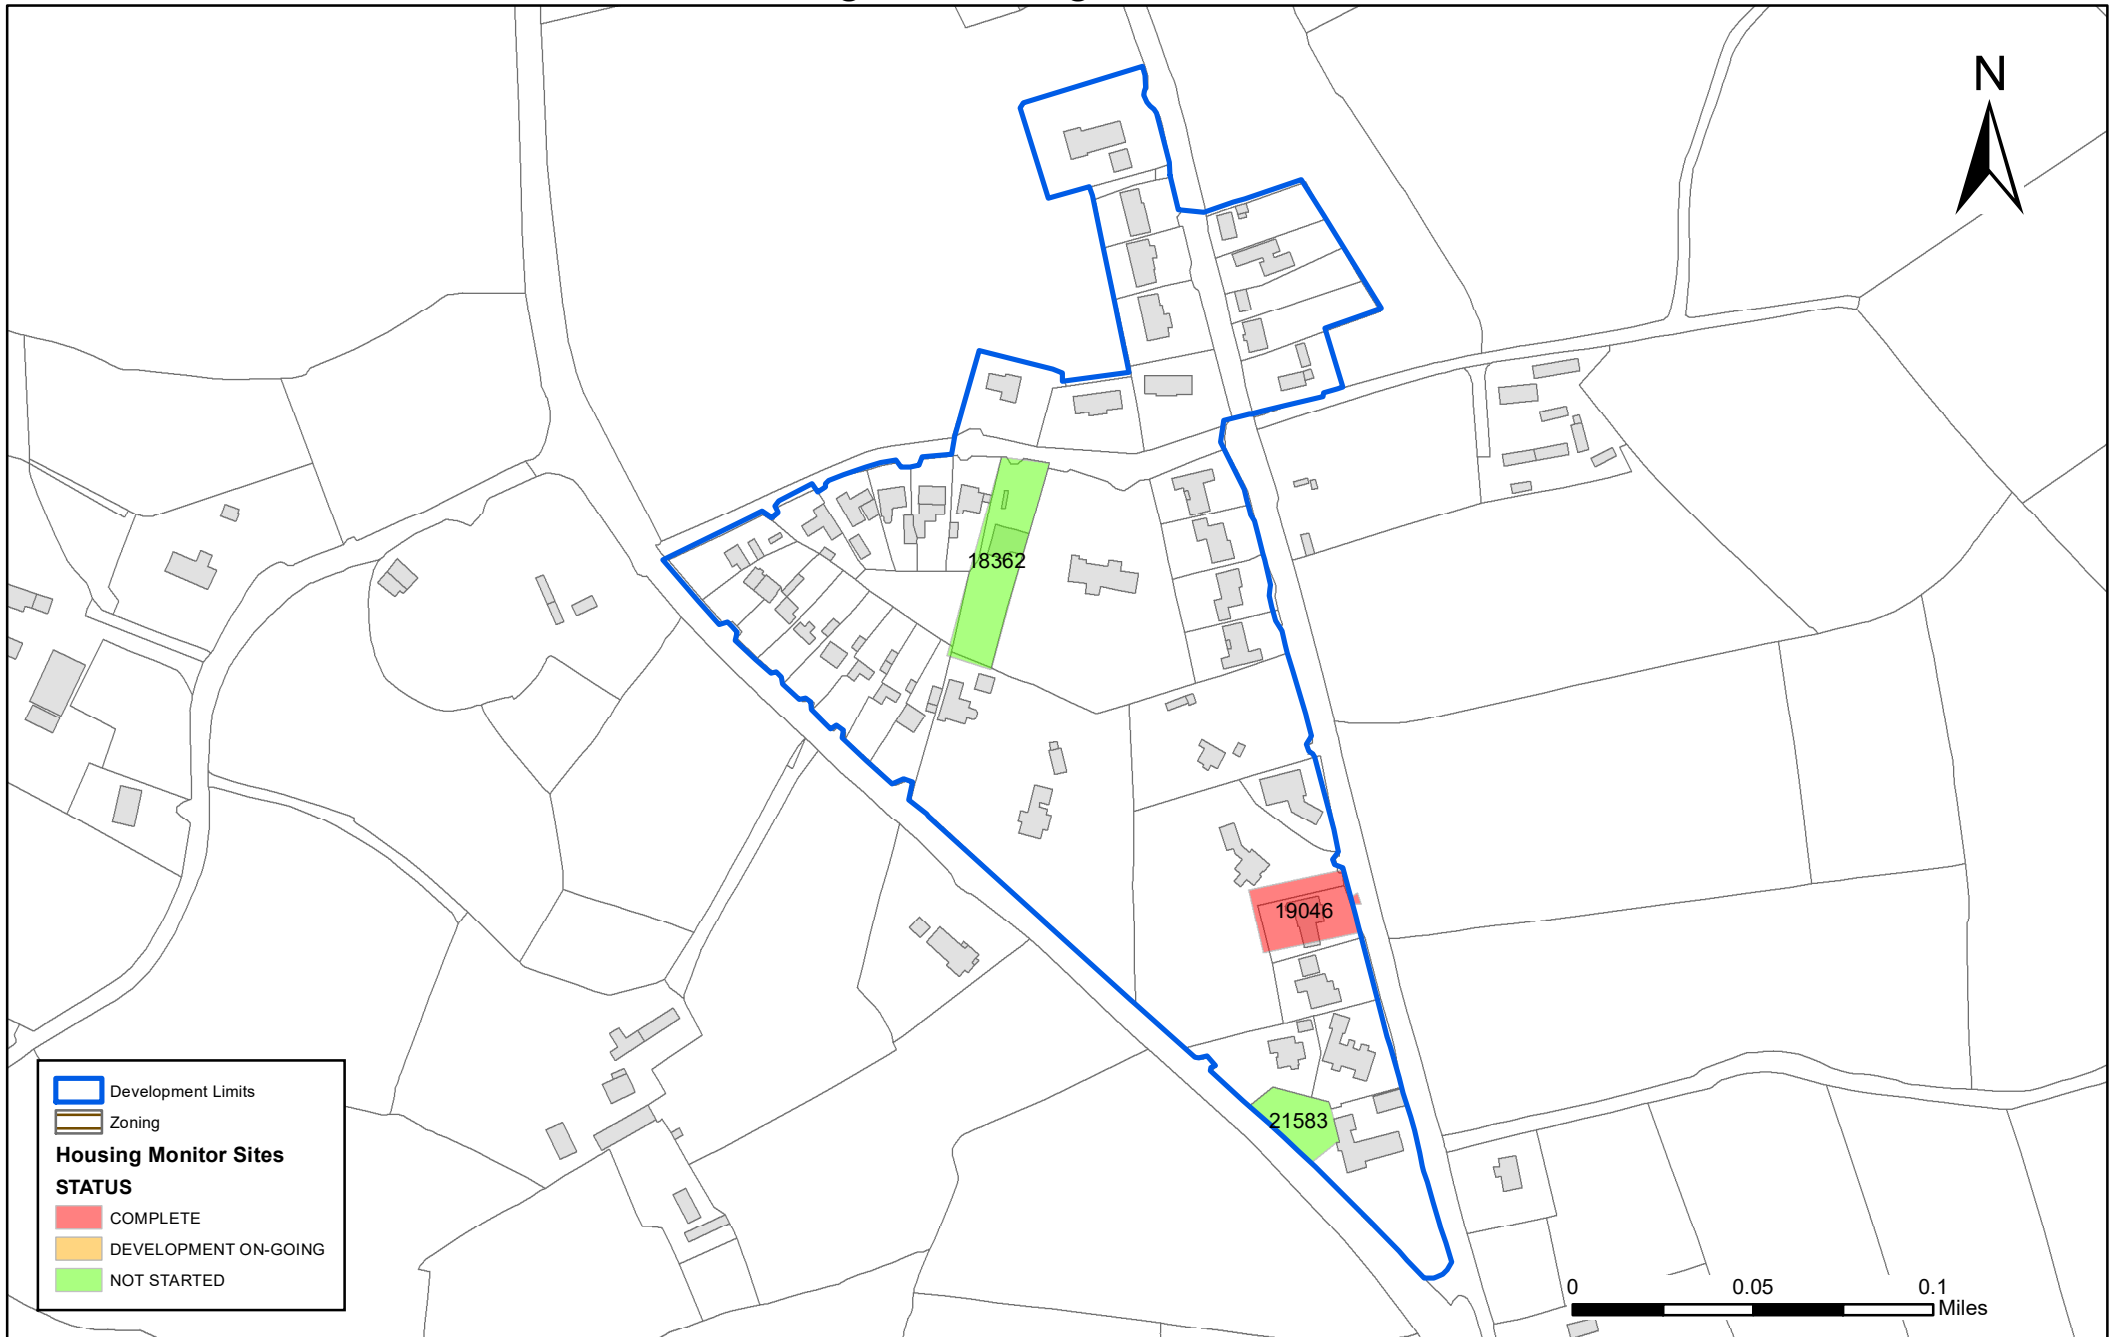 N
18362
19046
21583
Development Limits
Zoning
Housing Monitor Sites
STATUS
COMPLETE
DEVELOPMENT ON-GOING
NOT STARTED
0 0.05 0.1
Miles